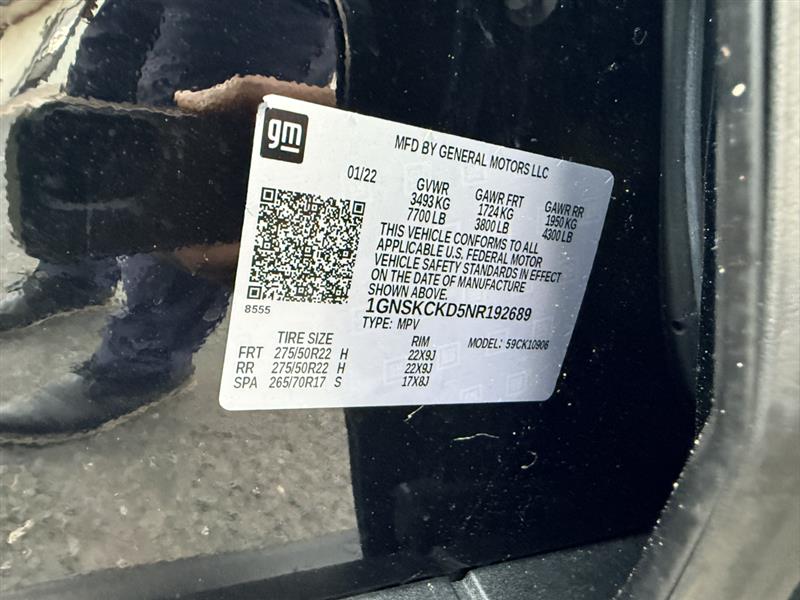 gm
MFD BY GENERAL MOTORS LLC
01/22
GVWR GAWR FRT GAWR RR
3493 KG 1724 KG 1950 KG
7700 LB 3800 LB 4300 LB
THIS VEHICLE CONFORMS TO ALL
APPLICABLE U.S. FEDERAL MOTOR
VEHICLE SAFETY STANDARDS IN EFFECT
ON THE DATE OF MANUFACTURE
SHOWN ABOVE.
8555
1GNSKCKD5NR192689
TYPE: MPV
MODEL: 59CK10906
TIRE SIZE RIM
FRT 275/50R22 H 22X9J
RR 275/50R22 H 22X9J
SPA 265/70R17 S 17X8J